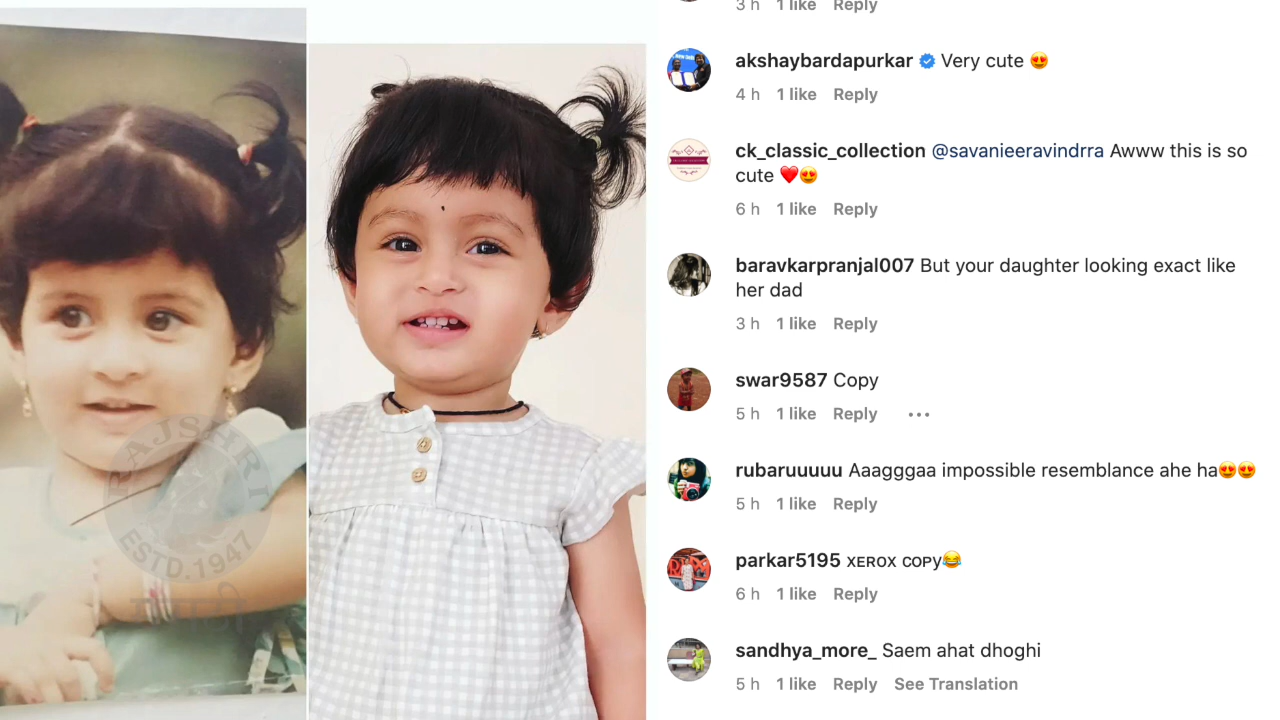 RAJSHRI
ESTD.1947
मराठी
3 h 1 like Reply
akshaybardapurkar Very cute 😍
4 h 1 like Reply
ck_classic_collection @savanieeravindrra Awww this is so
cute ❤️😍
6 h 1 like Reply
baravkarpranjal007 But your daughter looking exact like
her dad
3 h 1 like Reply
swar9587 Copy
5 h 1 like Reply •••
rubaruuuuu Aaagggaa impossible resemblance ahe ha😍😍
5 h 1 like Reply
parkar5195 xᴇʀᴏx ᴄᴏᴘʏ😂
6 h 1 like Reply
sandhya_more_ Saem ahat dhoghi
5 h 1 like Reply See Translation